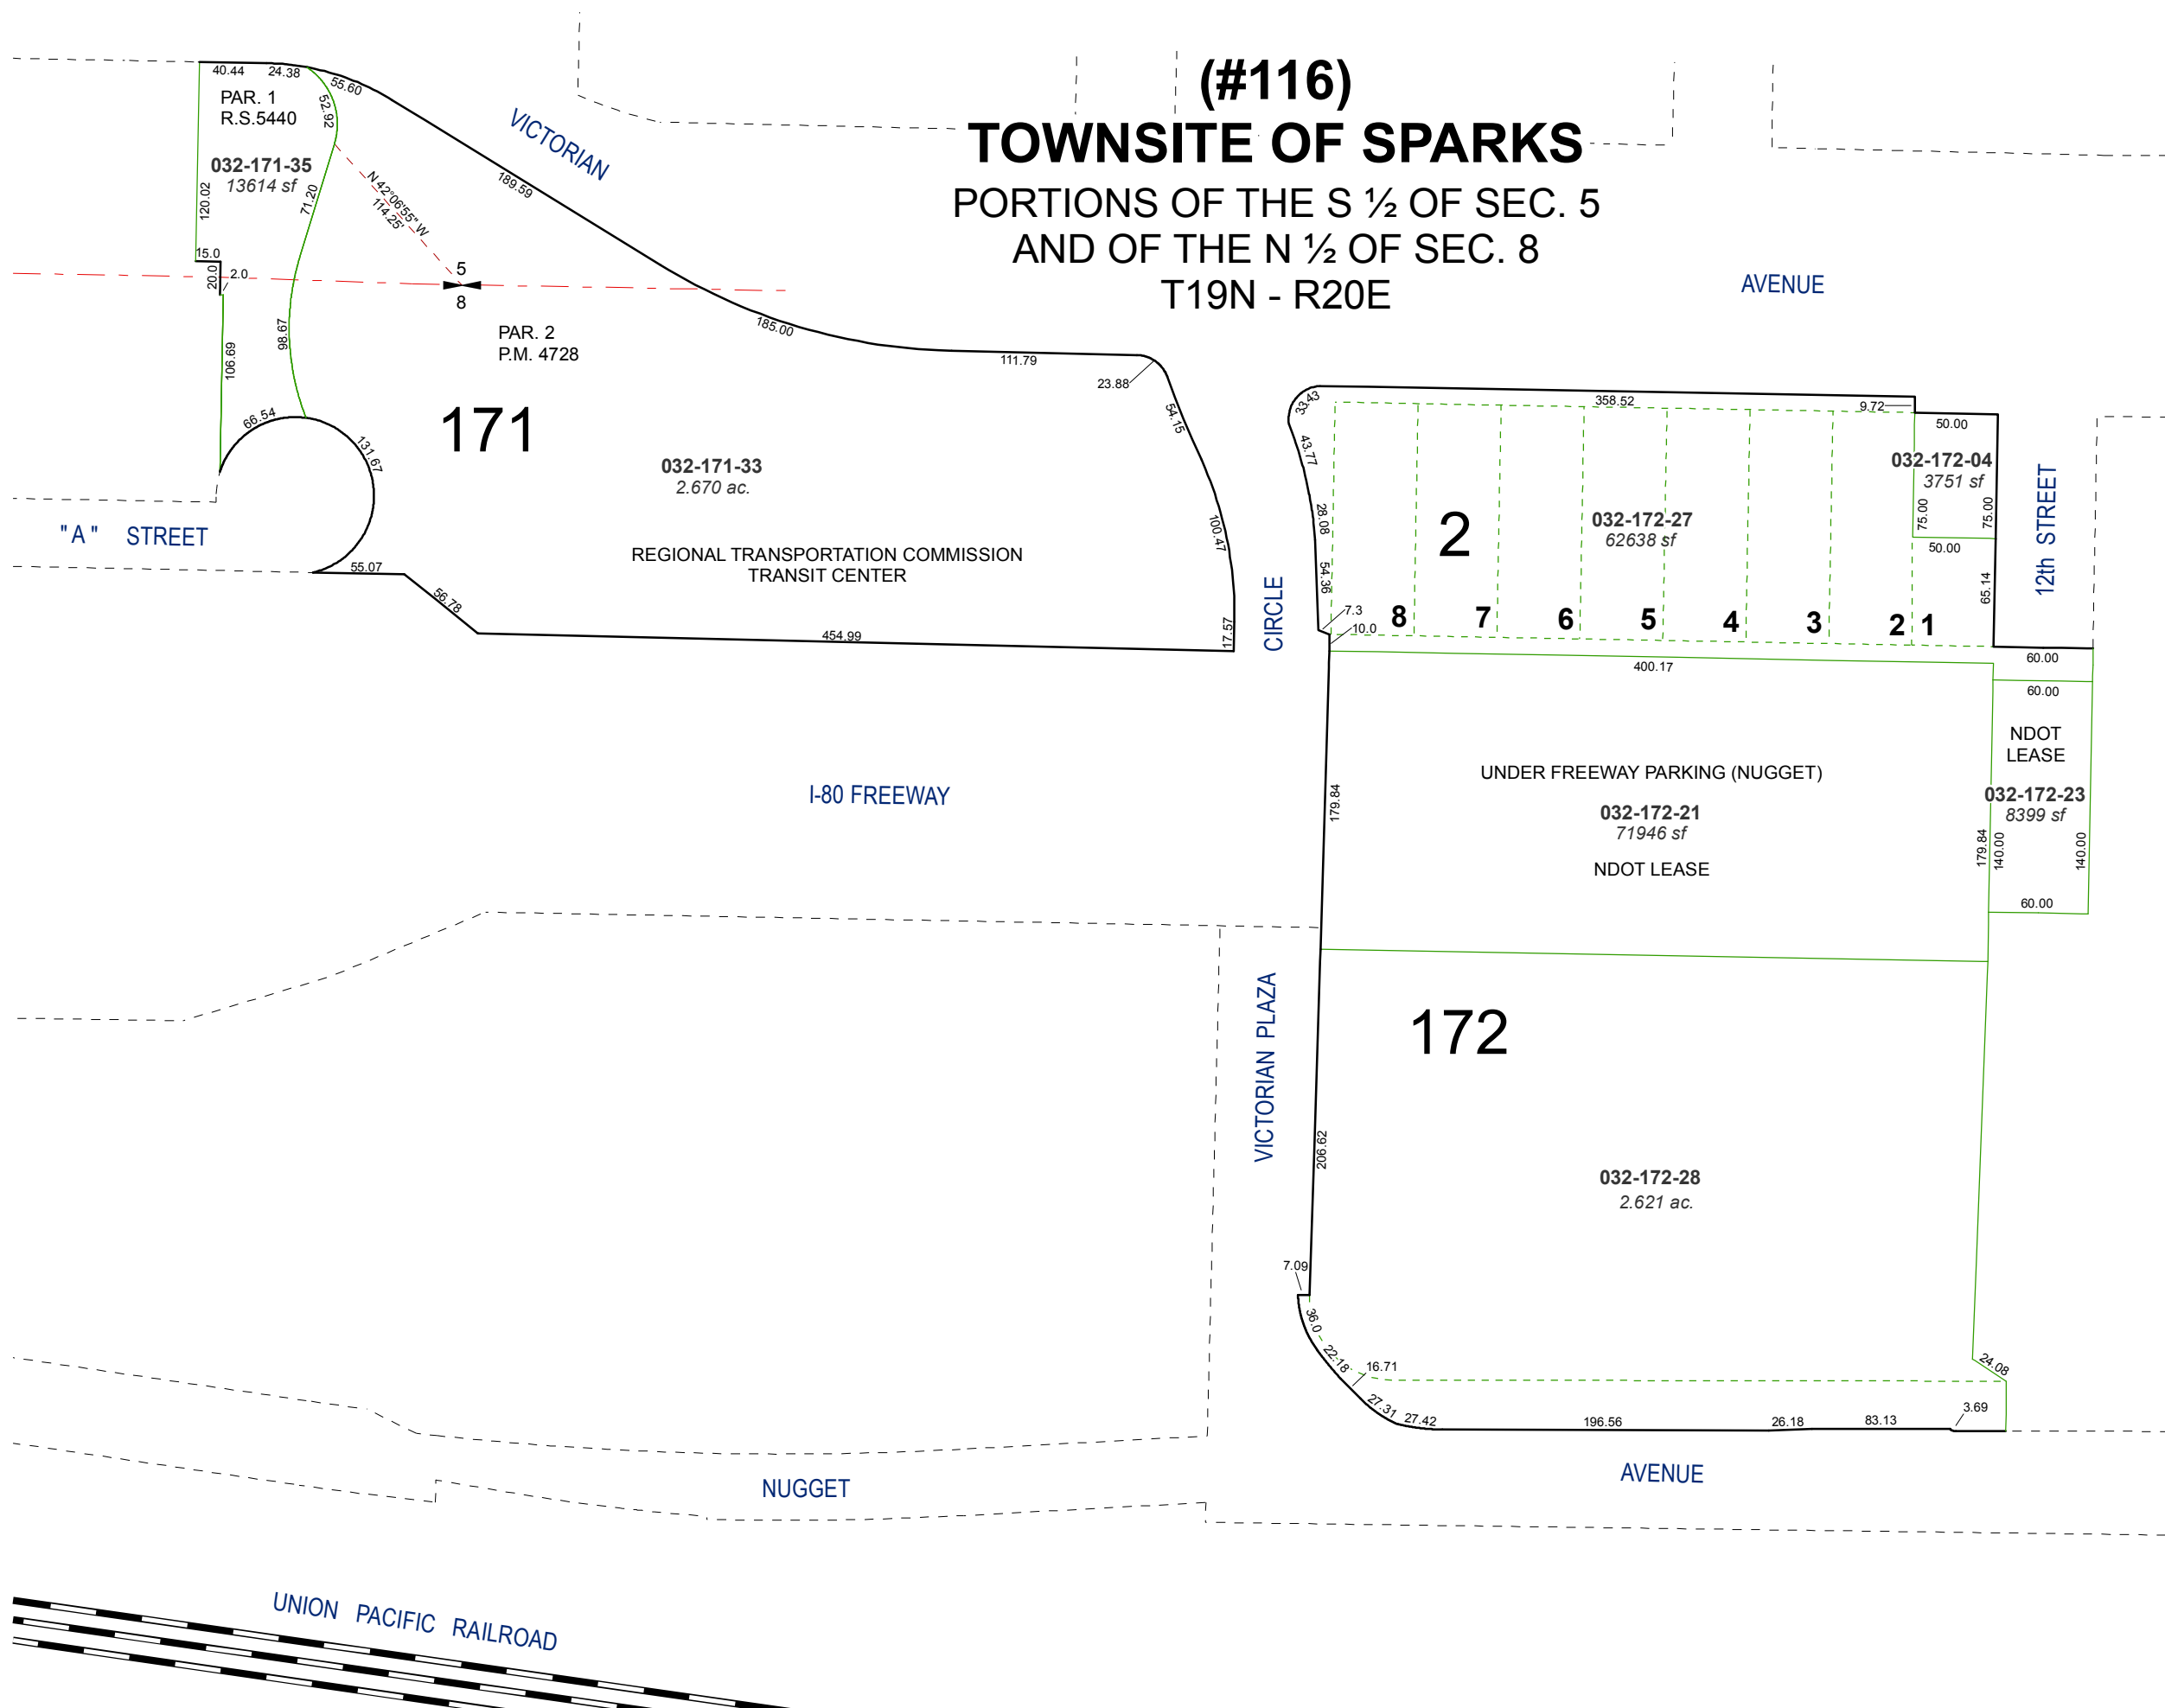 (#116)
TOWNSITE OF SPARKS
PORTIONS OF THE S ½ OF SEC. 5
AND OF THE N ½ OF SEC. 8
T19N - R20E
40.44
24.38
55.60
PAR. 1
R.S.5440
52.92
VICTORIAN
032-171-35
13614 sf
120.02
71.20
N 42°06'55" W
114.25'
189.59
15.0
20.0
2.0
5
8
AVENUE
185.00
PAR. 2
P.M. 4728
98.67
106.69
111.79
23.88
54.15
66.54
131.67
171
032-171-33
2.670 ac.
100.47
"A" STREET
REGIONAL TRANSPORTATION COMMISSION
TRANSIT CENTER
55.07
56.78
454.99
17.57
CIRCLE
33.43
358.52
9.72
50.00
43.77
032-172-04
3751 sf
28.08
2
032-172-27
62638 sf
75.00
75.00
50.00
12th STREET
54.36
65.14
7.3
10.0
8
7
6
5
4
3
2
1
60.00
400.17
60.00
NDOT
LEASE
I-80 FREEWAY
179.84
UNDER FREEWAY PARKING (NUGGET)
032-172-21
71946 sf
NDOT LEASE
032-172-23
8399 sf
179.84
140.00
140.00
60.00
VICTORIAN PLAZA
172
206.62
032-172-28
2.621 ac.
7.09
36.0
22.18
16.71
24.08
27.31
27.42
196.56
26.18
83.13
3.69
NUGGET
AVENUE
UNION PACIFIC RAILROAD